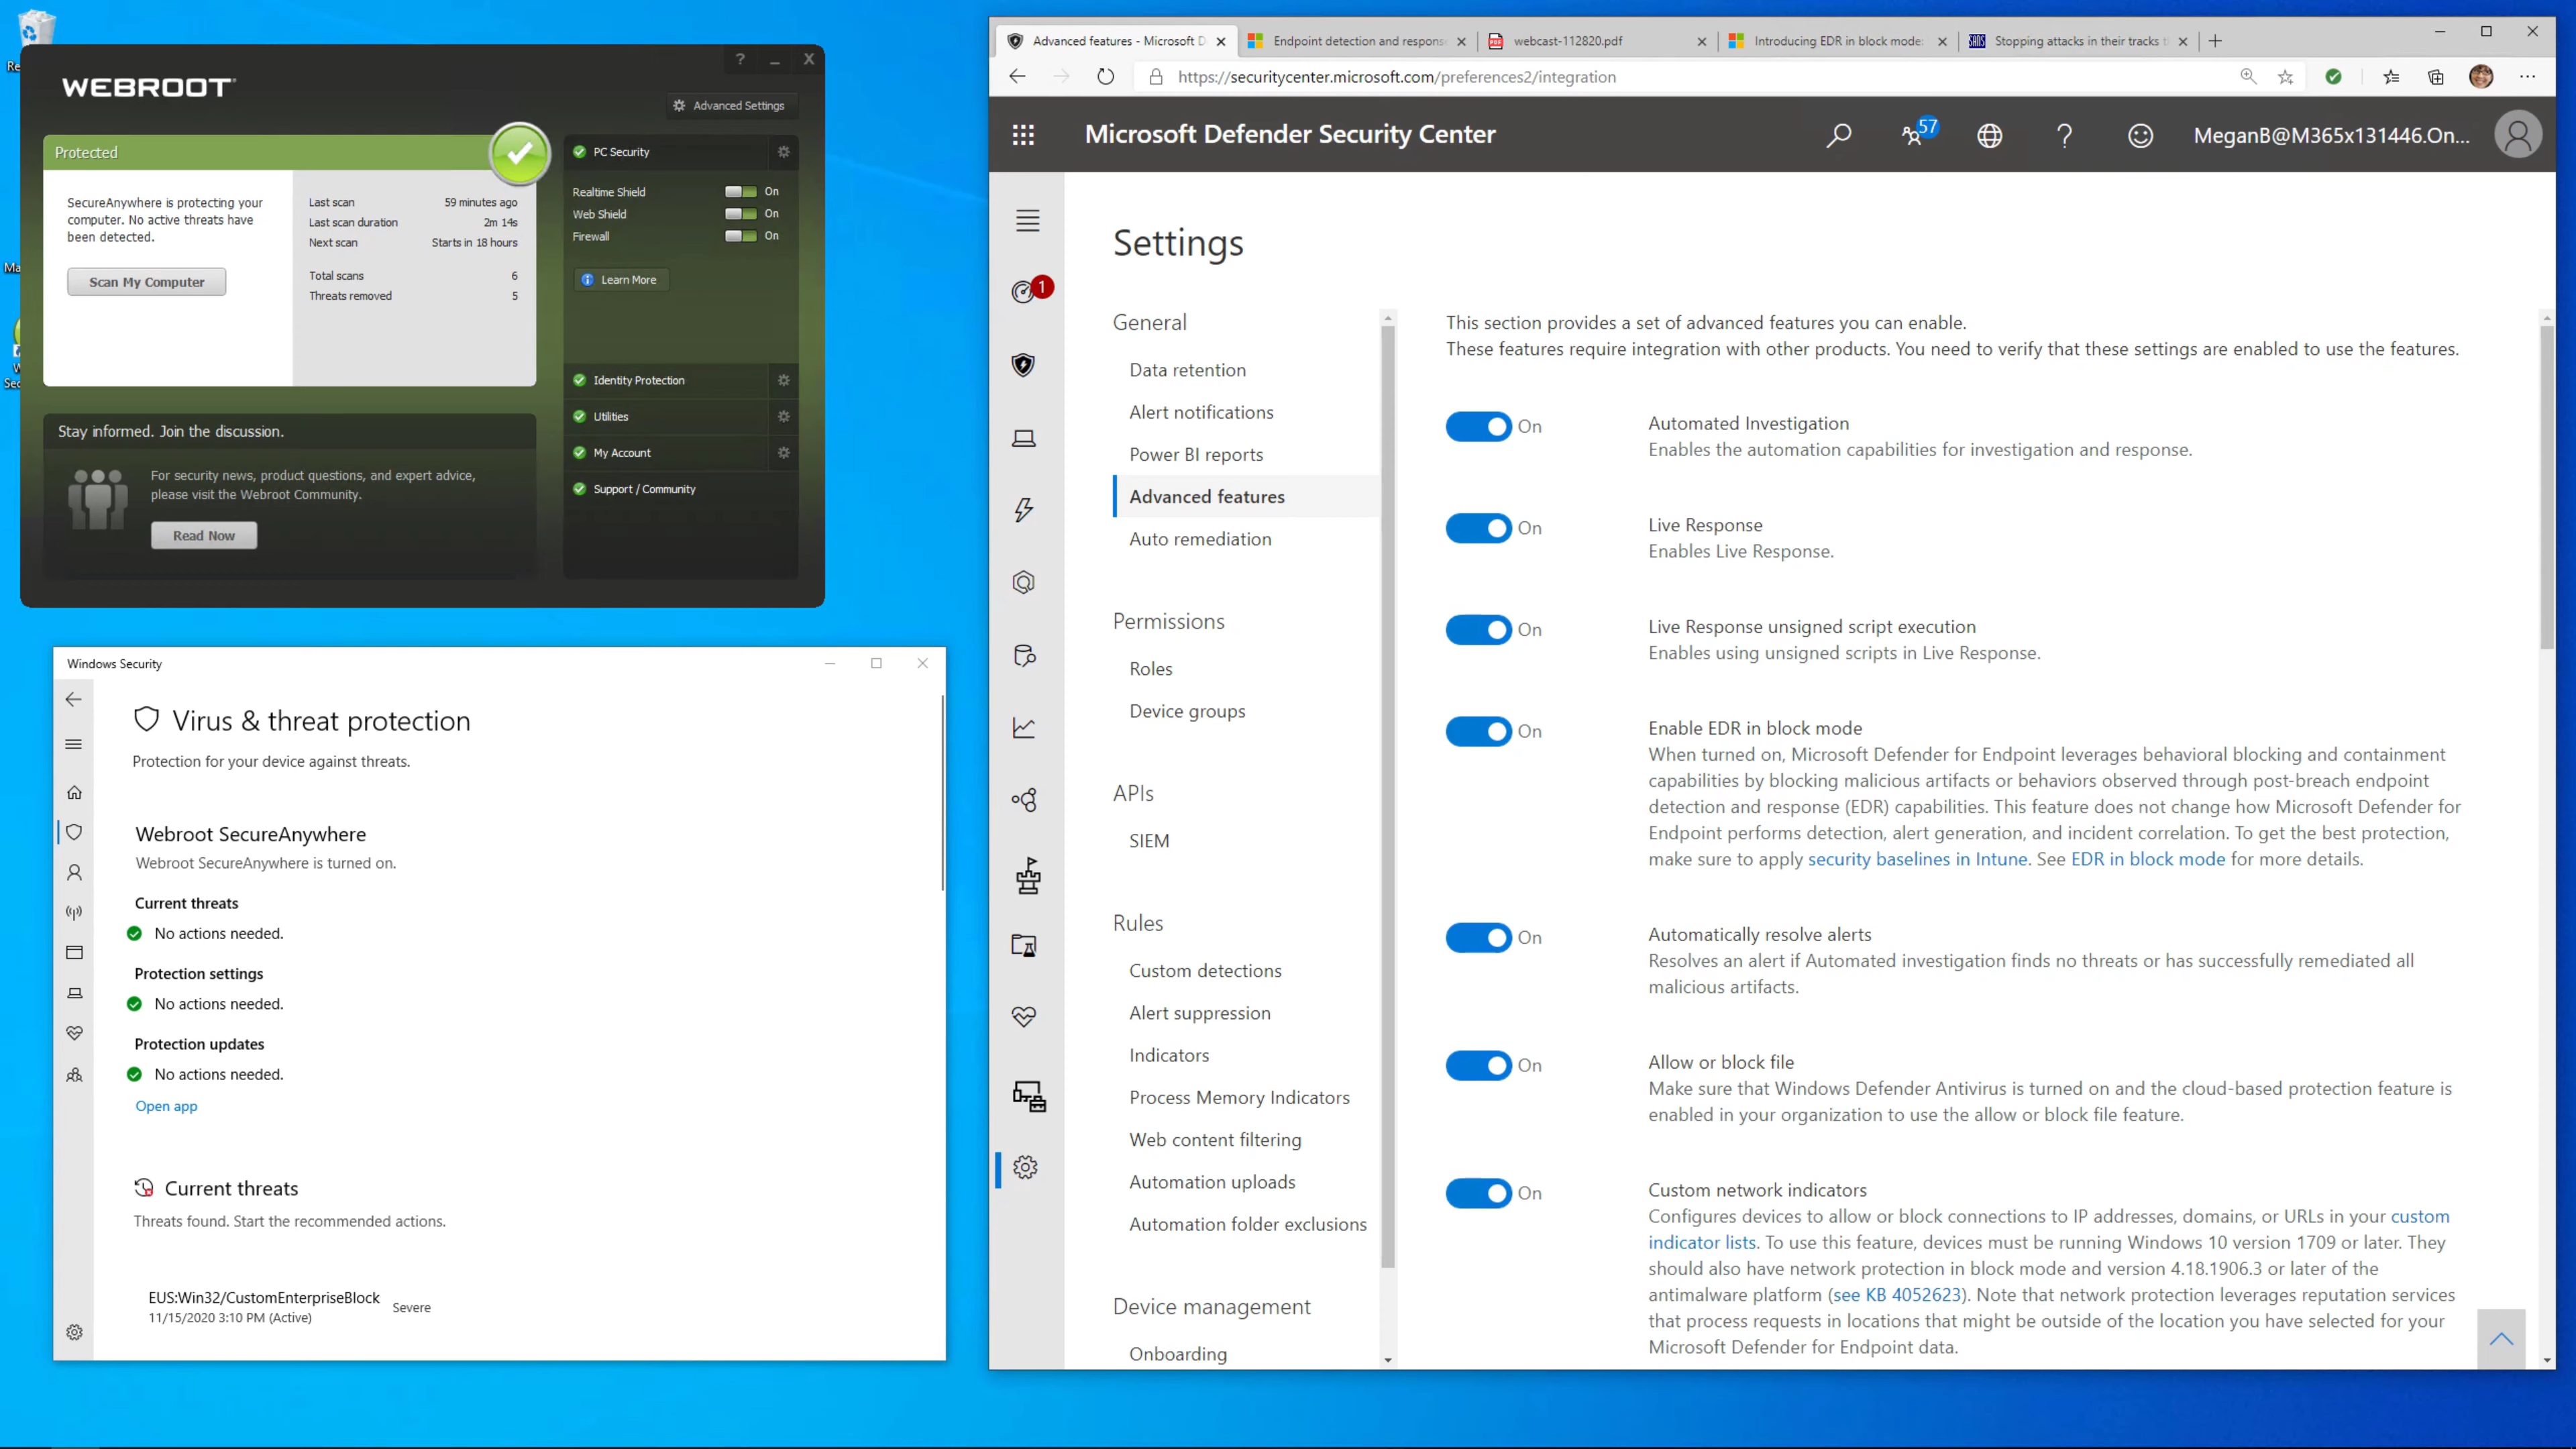 Re
Ma
W
Sec
WEBROOT
?
X
Advanced Settings
Protected
SecureAnywhere is protecting your
computer. No active threats have
been detected.
Scan My Computer
Last scan 59 minutes ago
Last scan duration 2m 14s
Next scan Starts in 18 hours
Total scans 6
Threats removed 5
PC Security
Realtime Shield On
Web Shield On
Firewall On
Learn More
Identity Protection
Utilities
My Account
Support / Community
Stay informed. Join the discussion.
For security news, product questions, and expert advice,
please visit the Webroot Community.
Read Now
Windows Security
Virus & threat protection
Protection for your device against threats.
Webroot SecureAnywhere
Webroot SecureAnywhere is turned on.
Current threats
No actions needed.
Protection settings
No actions needed.
Protection updates
No actions needed.
Open app
Current threats
Threats found. Start the recommended actions.
EUS:Win32/CustomEnterpriseBlock
11/15/2020 3:10 PM (Active)
Severe
Advanced features - Microsoft D
Endpoint detection and respons
PDF
webcast-112820.pdf
Introducing EDR in block mode:
SANS
Stopping attacks in their tracks t
https://securitycenter.microsoft.com/preferences2/integration
Microsoft Defender Security Center
57
?
MeganB@M365x131446.On...
1
Settings
General
Data retention
Alert notifications
Power BI reports
Advanced features
Auto remediation
Permissions
Roles
Device groups
APIs
SIEM
Rules
Custom detections
Alert suppression
Indicators
Process Memory Indicators
Web content filtering
Automation uploads
Automation folder exclusions
Device management
Onboarding
This section provides a set of advanced features you can enable.
These features require integration with other products. You need to verify that these settings are enabled to use the features.
On
Automated Investigation
Enables the automation capabilities for investigation and response.
On
Live Response
Enables Live Response.
On
Live Response unsigned script execution
Enables using unsigned scripts in Live Response.
On
Enable EDR in block mode
When turned on, Microsoft Defender for Endpoint leverages behavioral blocking and containment
capabilities by blocking malicious artifacts or behaviors observed through post-breach endpoint
detection and response (EDR) capabilities. This feature does not change how Microsoft Defender for
Endpoint performs detection, alert generation, and incident correlation. To get the best protection,
make sure to apply security baselines in Intune. See EDR in block mode for more details.
On
Automatically resolve alerts
Resolves an alert if Automated investigation finds no threats or has successfully remediated all
malicious artifacts.
On
Allow or block file
Make sure that Windows Defender Antivirus is turned on and the cloud-based protection feature is
enabled in your organization to use the allow or block file feature.
On
Custom network indicators
Configures devices to allow or block connections to IP addresses, domains, or URLs in your custom
indicator lists. To use this feature, devices must be running Windows 10 version 1709 or later. They
should also have network protection in block mode and version 4.18.1906.3 or later of the
antimalware platform (see KB 4052623). Note that network protection leverages reputation services
that process requests in locations that might be outside of the location you have selected for your
Microsoft Defender for Endpoint data.